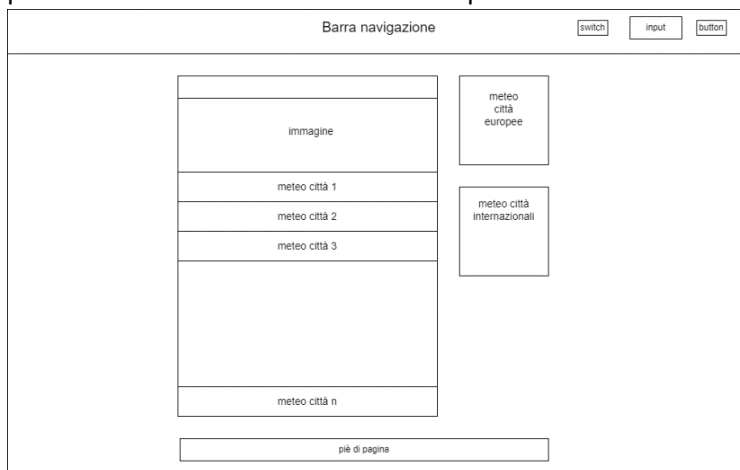 Barra navigazione
switch
input
button
immagine
meteo città 1
meteo città 2
meteo città 3
meteo città n
meteo
città
europee
meteo città
internazionali
piè di pagina